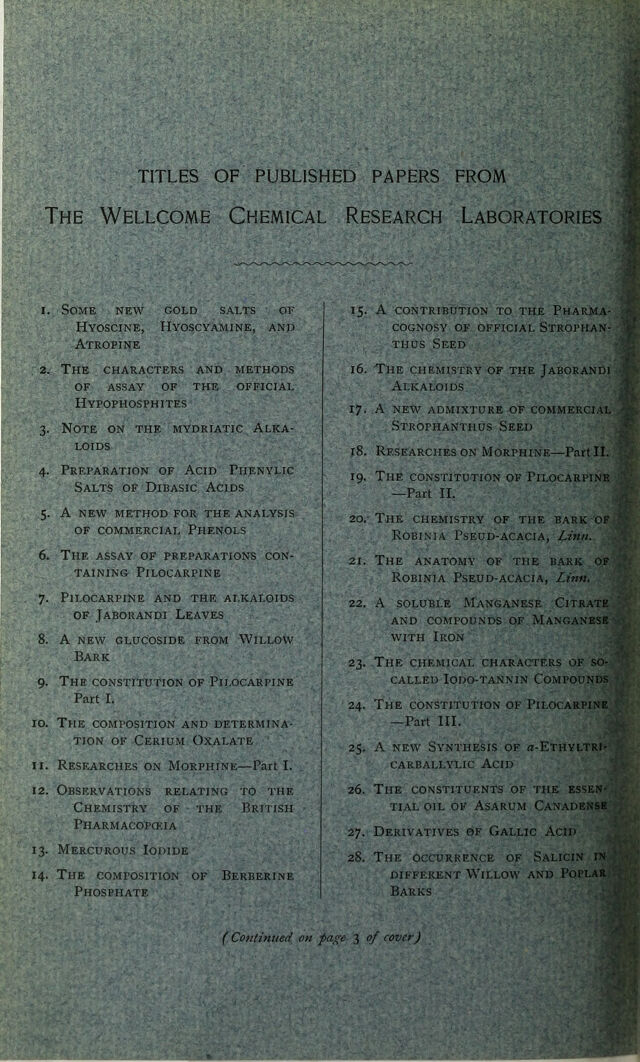 TITLES OF PUBLISHED PAPERS FROM
THE WELLCOME CHEMICAL RESEARCH LABORATORIES
1. SOME NEW GOLD SALTS OF
HYOSCINE, HYOSCYAMINE, AND
ATROPINE
2. THE CHARACTERS AND METHODS
OF ASSAY OF THE OFFICIAL
HYPOPHOSPHITES
3. NOTE ON THE MYDRIATIC ALKA-
LOIDS
4. PREPARATION OF ACID PHENYLIC
SALTS OF DIBASIC ACIDS
5. A NEW METHOD FOR THE ANALYSIS
OF COMMERCIAL PHENOLS
6. THE ASSAY OF PREPARATIONS CON-
TAINING PILOCARPINE
7. PILOCARPINE AND THE ALKALOIDS
OF JABORANDI LEAVES
8. A NEW GLUCOSIDE FROM WILLOW
BARK
9. THE CONSTITUTION OF PILOCARPINE
Part I.
10. THE COMPOSITION AND DETERMINA-
TION OF CERIUM OXALATE
11. RESEARCHES ON MORPHINE—Part I.
12. OBSERVATIONS RELATING TO THE
CHEMISTRY OF THE BRITISH
PHARMACOPŒIA
13. MERCUROUS IODIDE
14. THE COMPOSITION OF BERBERINE
PHOSPHATE
15. A CONTRIBUTION TO THE PHARMA-
COGNOSY OF OFFICIAL STROPHAN-
THUS SEED
16. THE CHEMISTRY OF THE JABORANDI
ALKALOIDS
17. A NEW ADMIXTURE OF COMMERCIAL
STROPHANTHUS SEED
18. RESEARCHES ON MORPHINE—Part II.
19. THE CONSTITUTION OF PILOCARPINE
—Part II.
20. THE CHEMISTRY OF THE BARK OF
ROBINIA PSEUD-ACACIA, Linn.
21. THE ANATOMY OF THE BARK OF
ROBINIA PSEUD-ACACIA, Linn.
22. A SOLUBLE MANGANESE CITRATE
AND COMPOUNDS OF MANGANESE
WITH IRON
23. THE CHEMICAL CHARACTERS OF SO-
CALLED IODO-TANNIN COMPOUNDS
24. THE CONSTITUTION OF PILOCARPINE
—Part III.
25. A NEW SYNTHESIS OF α-ETHYLTRI-
CARBALLYLIC ACID
26. THE CONSTITUENTS OF THE ESSEN-
TIAL OIL OF ASARUM CANADENSE
27. DERIVATIVES OF GALLIC ACID
28. THE OCCURRENCE OF SALICIN IN
DIFFERENT WILLOW AND POPLAR
BARKS
(Continued on page 3 of cover)